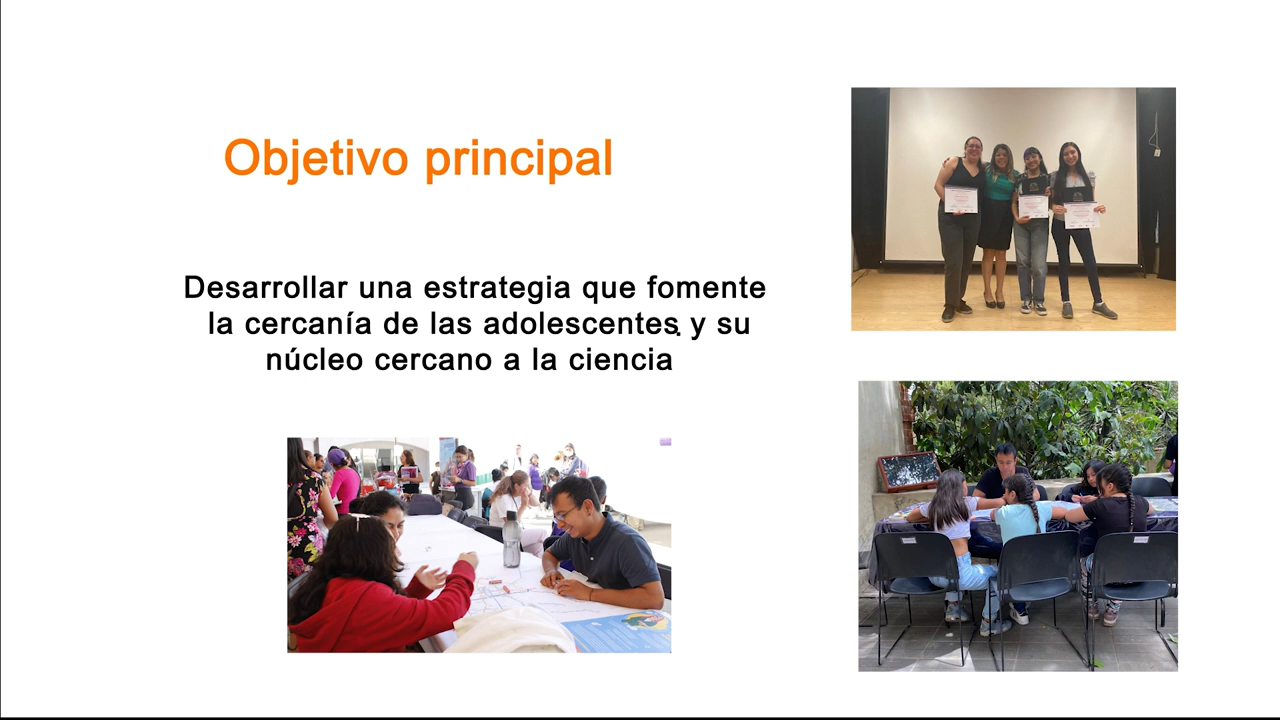 Objetivo principal
Desarrollar una estrategia que fomente
la cercanía de las adolescentes y su
núcleo cercano a la ciencia